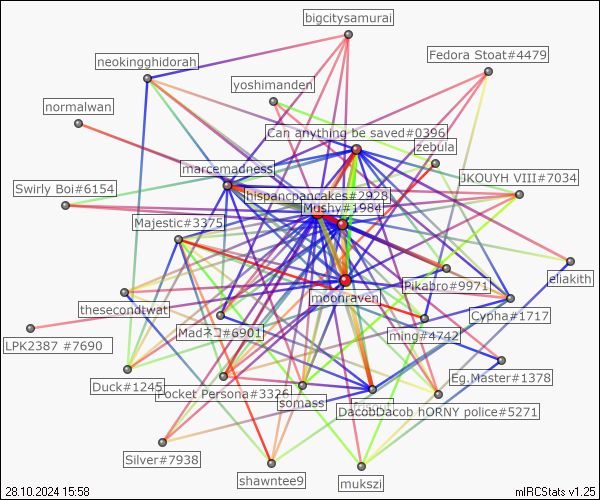 bigcitysamurai
Fedora Stoat#4479
neokingghidorah
yoshimanden
normalwan
Can anything be saved#0396
zebula
marcemadness
JKOUYH VIII#7034
Swirly Boi#6154
hispancpancakes#2928
Mushy#1984
Majestic#3375
eliakith
Pikabro#9971
moonraven
thesecondtwat
Cypha#1717
Madネコ#6901
ming#4742
LPK2387 #7690
Eg.Master#1378
Duck#1245
Pocket Persona#3326
somass
DacobDacob hORNY police#5271
Silver#7938
shawntee9
mukszi
28.10.2024 15:58
mIRCStats v1.25